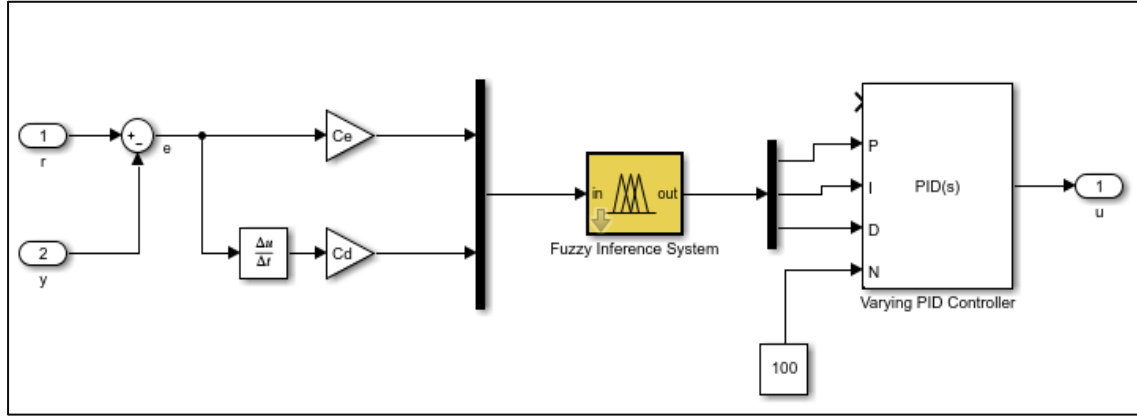 1
r
+
−
e
2
y
Ce
Δu
Δt
Cd
in
out
Fuzzy Inference System
P
I
D
N
PID(s)
Varying PID Controller
100
1
u